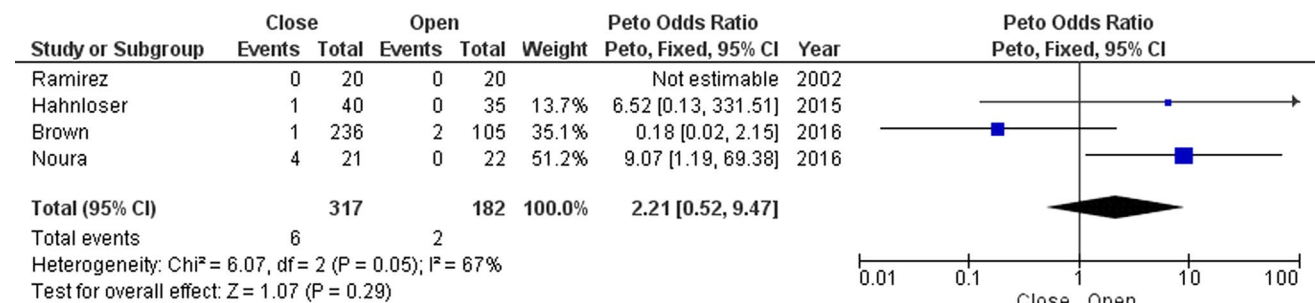 Close Open Peto Odds Ratio Peto Odds Ratio
Study or Subgroup Events Total Events Total Weight Peto, Fixed, 95% CI Year Peto, Fixed, 95% CI
Ramirez 0 20 0 20 Not estimable 2002
Hahnloser 1 40 0 35 13.7% 6.52 [0.13, 331.51] 2015
Brown 1 236 2 105 35.1% 0.18 [0.02, 2.15] 2016
Noura 4 21 0 22 51.2% 9.07 [1.19, 69.38] 2016
Total (95% CI) 317 182 100.0% 2.21 [0.52, 9.47]
Total events 6 2
Heterogeneity: Chi² = 6.07, df = 2 (P = 0.05); I² = 67%
Test for overall effect: Z = 1.07 (P = 0.29)
0.01 0.1 1 10 100
Close Open